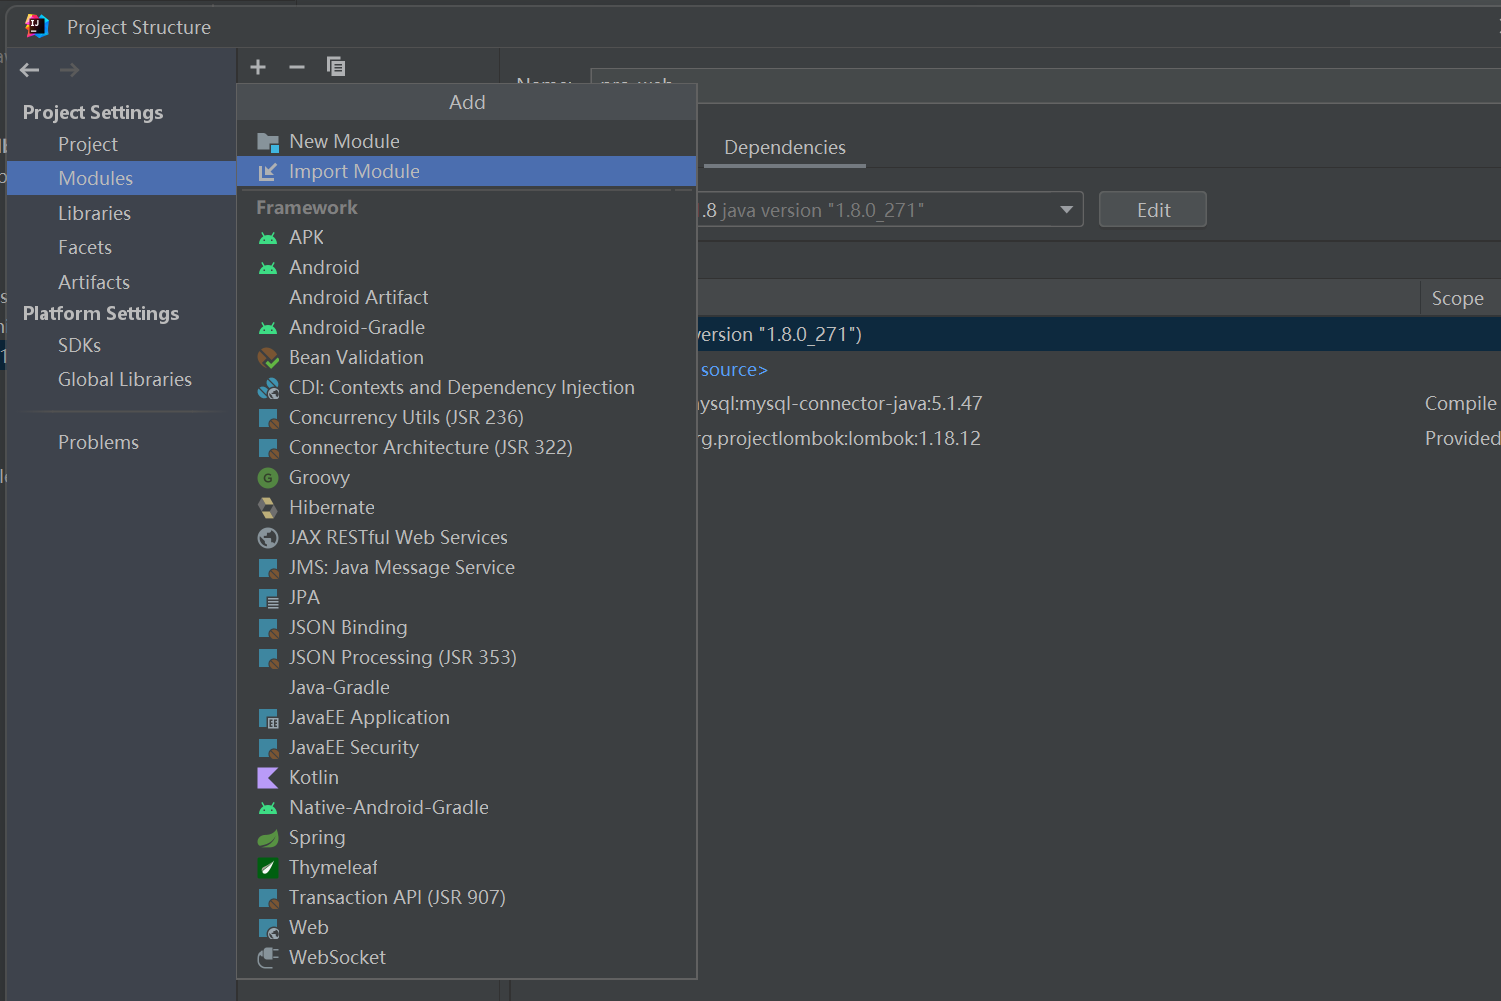 Project Structure
Project Settings
Project
Modules
Libraries
Facets
Artifacts
Platform Settings
SDKs
Global Libraries
Problems
Add
New Module
Import Module
Framework
APK
Android
Android Artifact
Android-Gradle
Bean Validation
CDI: Contexts and Dependency Injection
Concurrency Utils (JSR 236)
Connector Architecture (JSR 322)
Groovy
Hibernate
JAX RESTful Web Services
JMS: Java Message Service
JPA
JSON Binding
JSON Processing (JSR 353)
Java-Gradle
JavaEE Application
JavaEE Security
Kotlin
Native-Android-Gradle
Spring
Thymeleaf
Transaction API (JSR 907)
Web
WebSocket
Name:
Dependencies
.8 java version "1.8.0_271"
Edit
Scope
ersion "1.8.0_271")
source>
ysql:mysql-connector-java:5.1.47 Compile
rg.projectlombok:lombok:1.18.12 Provided